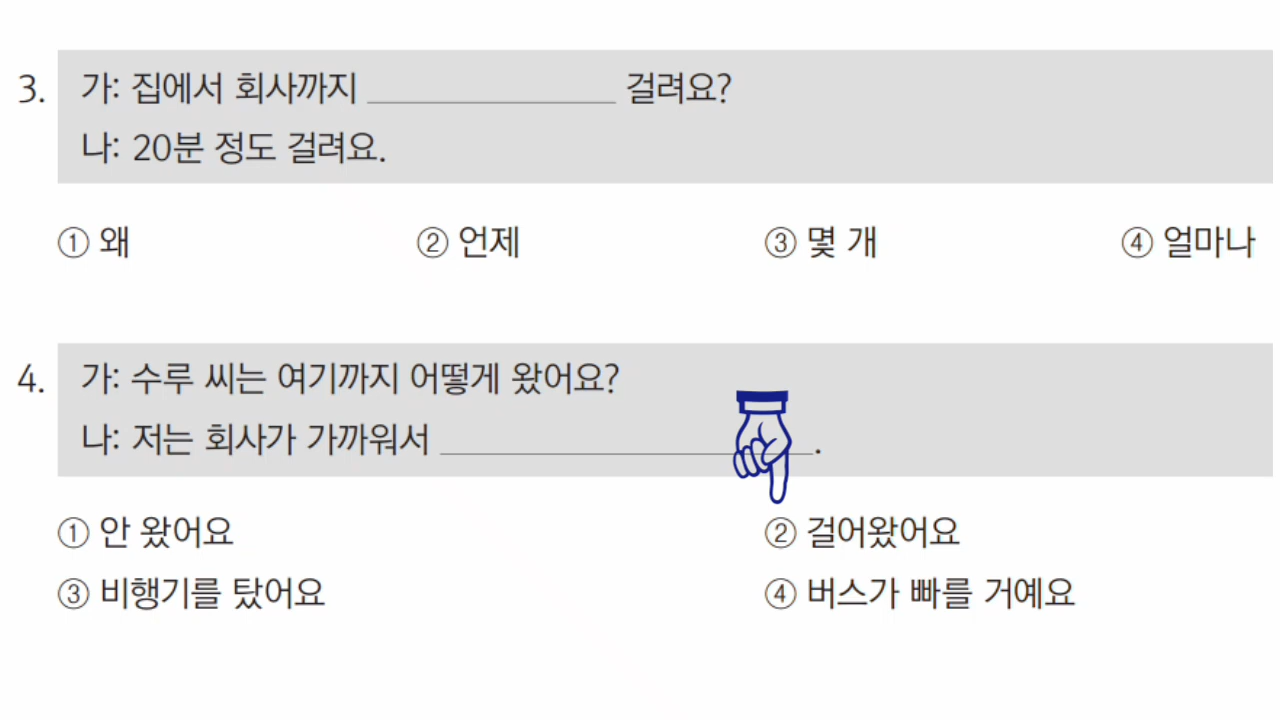 3. 가: 집에서 회사까지 ______________ 걸려요?
나: 20분 정도 걸려요.
① 왜 ② 언제 ③ 몇 개 ④ 얼마나
4. 가: 수루 씨는 여기까지 어떻게 왔어요?
나: 저는 회사가 가까워서 ______________.
① 안 왔어요 ② 걸어왔어요
③ 비행기를 탔어요 ④ 버스가 빠를 거예요